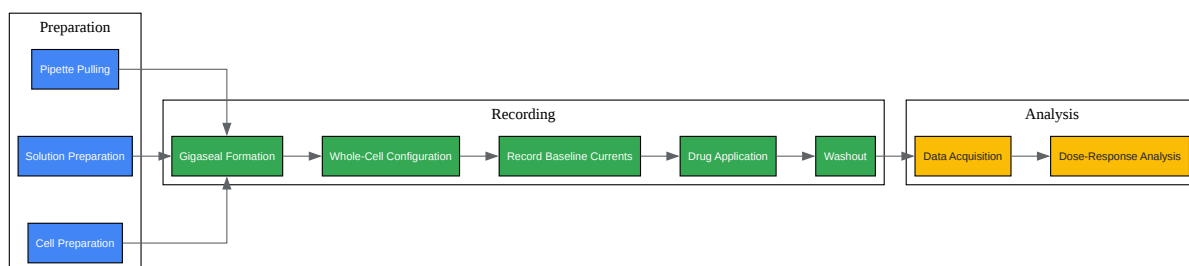 Preparation
Pipette Pulling
Solution Preparation
Cell Preparation
Recording
Gigaseal Formation
Whole-Cell Configuration
Record Baseline Currents
Drug Application
Washout
Analysis
Data Acquisition
Dose-Response Analysis